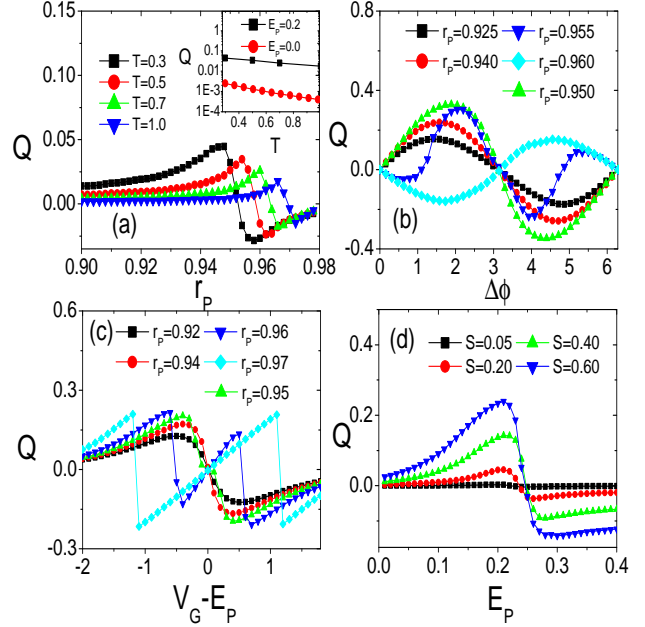 0.15
0.10
0.05
0.00
Q
T=0.3
T=0.5
T=0.7
T=1.0
(a)
0.90 0.92 0.94 0.96 0.98
r_P
E_P=0.2
E_P=0.0
Q
1
0.1
0.01
1E-3
1E-4
0.4 0.6 0.8 1.0
T
0.8
0.4
0.0
-0.4
Q
r_P=0.925
r_P=0.940
r_P=0.955
r_P=0.960
r_P=0.950
(b)
0 1 2 3 4 5 6
Δϕ
0.6
0.3
0.0
-0.3
Q
(c)
r_P=0.92
r_P=0.94
r_P=0.96
r_P=0.97
r_P=0.95
-2 -1 0 1
V_G-E_P
0.4
0.2
0.0
Q
(d)
S=0.05
S=0.20
S=0.40
S=0.60
0.0 0.1 0.2 0.3 0.4
E_P